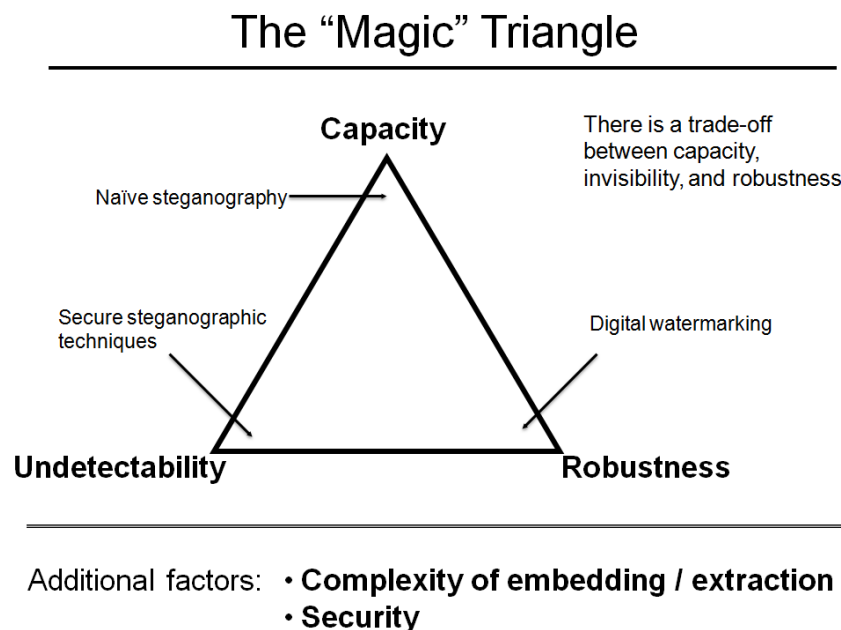 The “Magic” Triangle
Capacity
There is a trade-off
between capacity,
invisibility, and robustness
Naïve steganography
Secure steganographic
techniques
Digital watermarking
Undetectability
Robustness
Additional factors: • Complexity of embedding / extraction
• Security